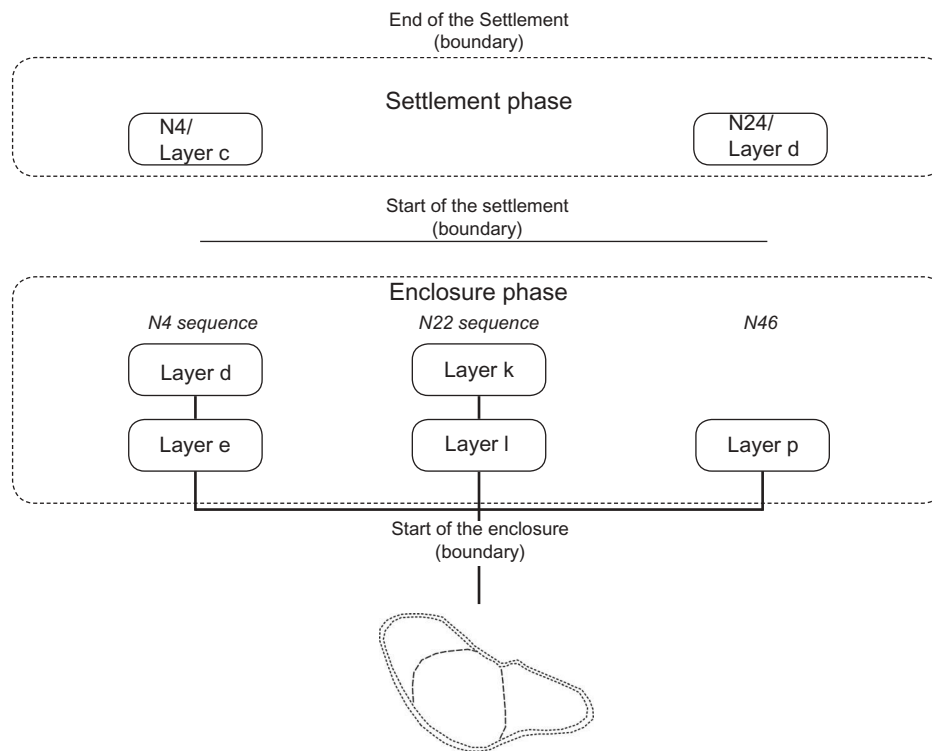 End of the Settlement
(boundary)
Settlement phase
N4/
Layer c
N24/
Layer d
Start of the settlement
(boundary)
Enclosure phase
N4 sequence
N22 sequence
N46
Layer d
Layer k
Layer e
Layer l
Layer p
Start of the enclosure
(boundary)